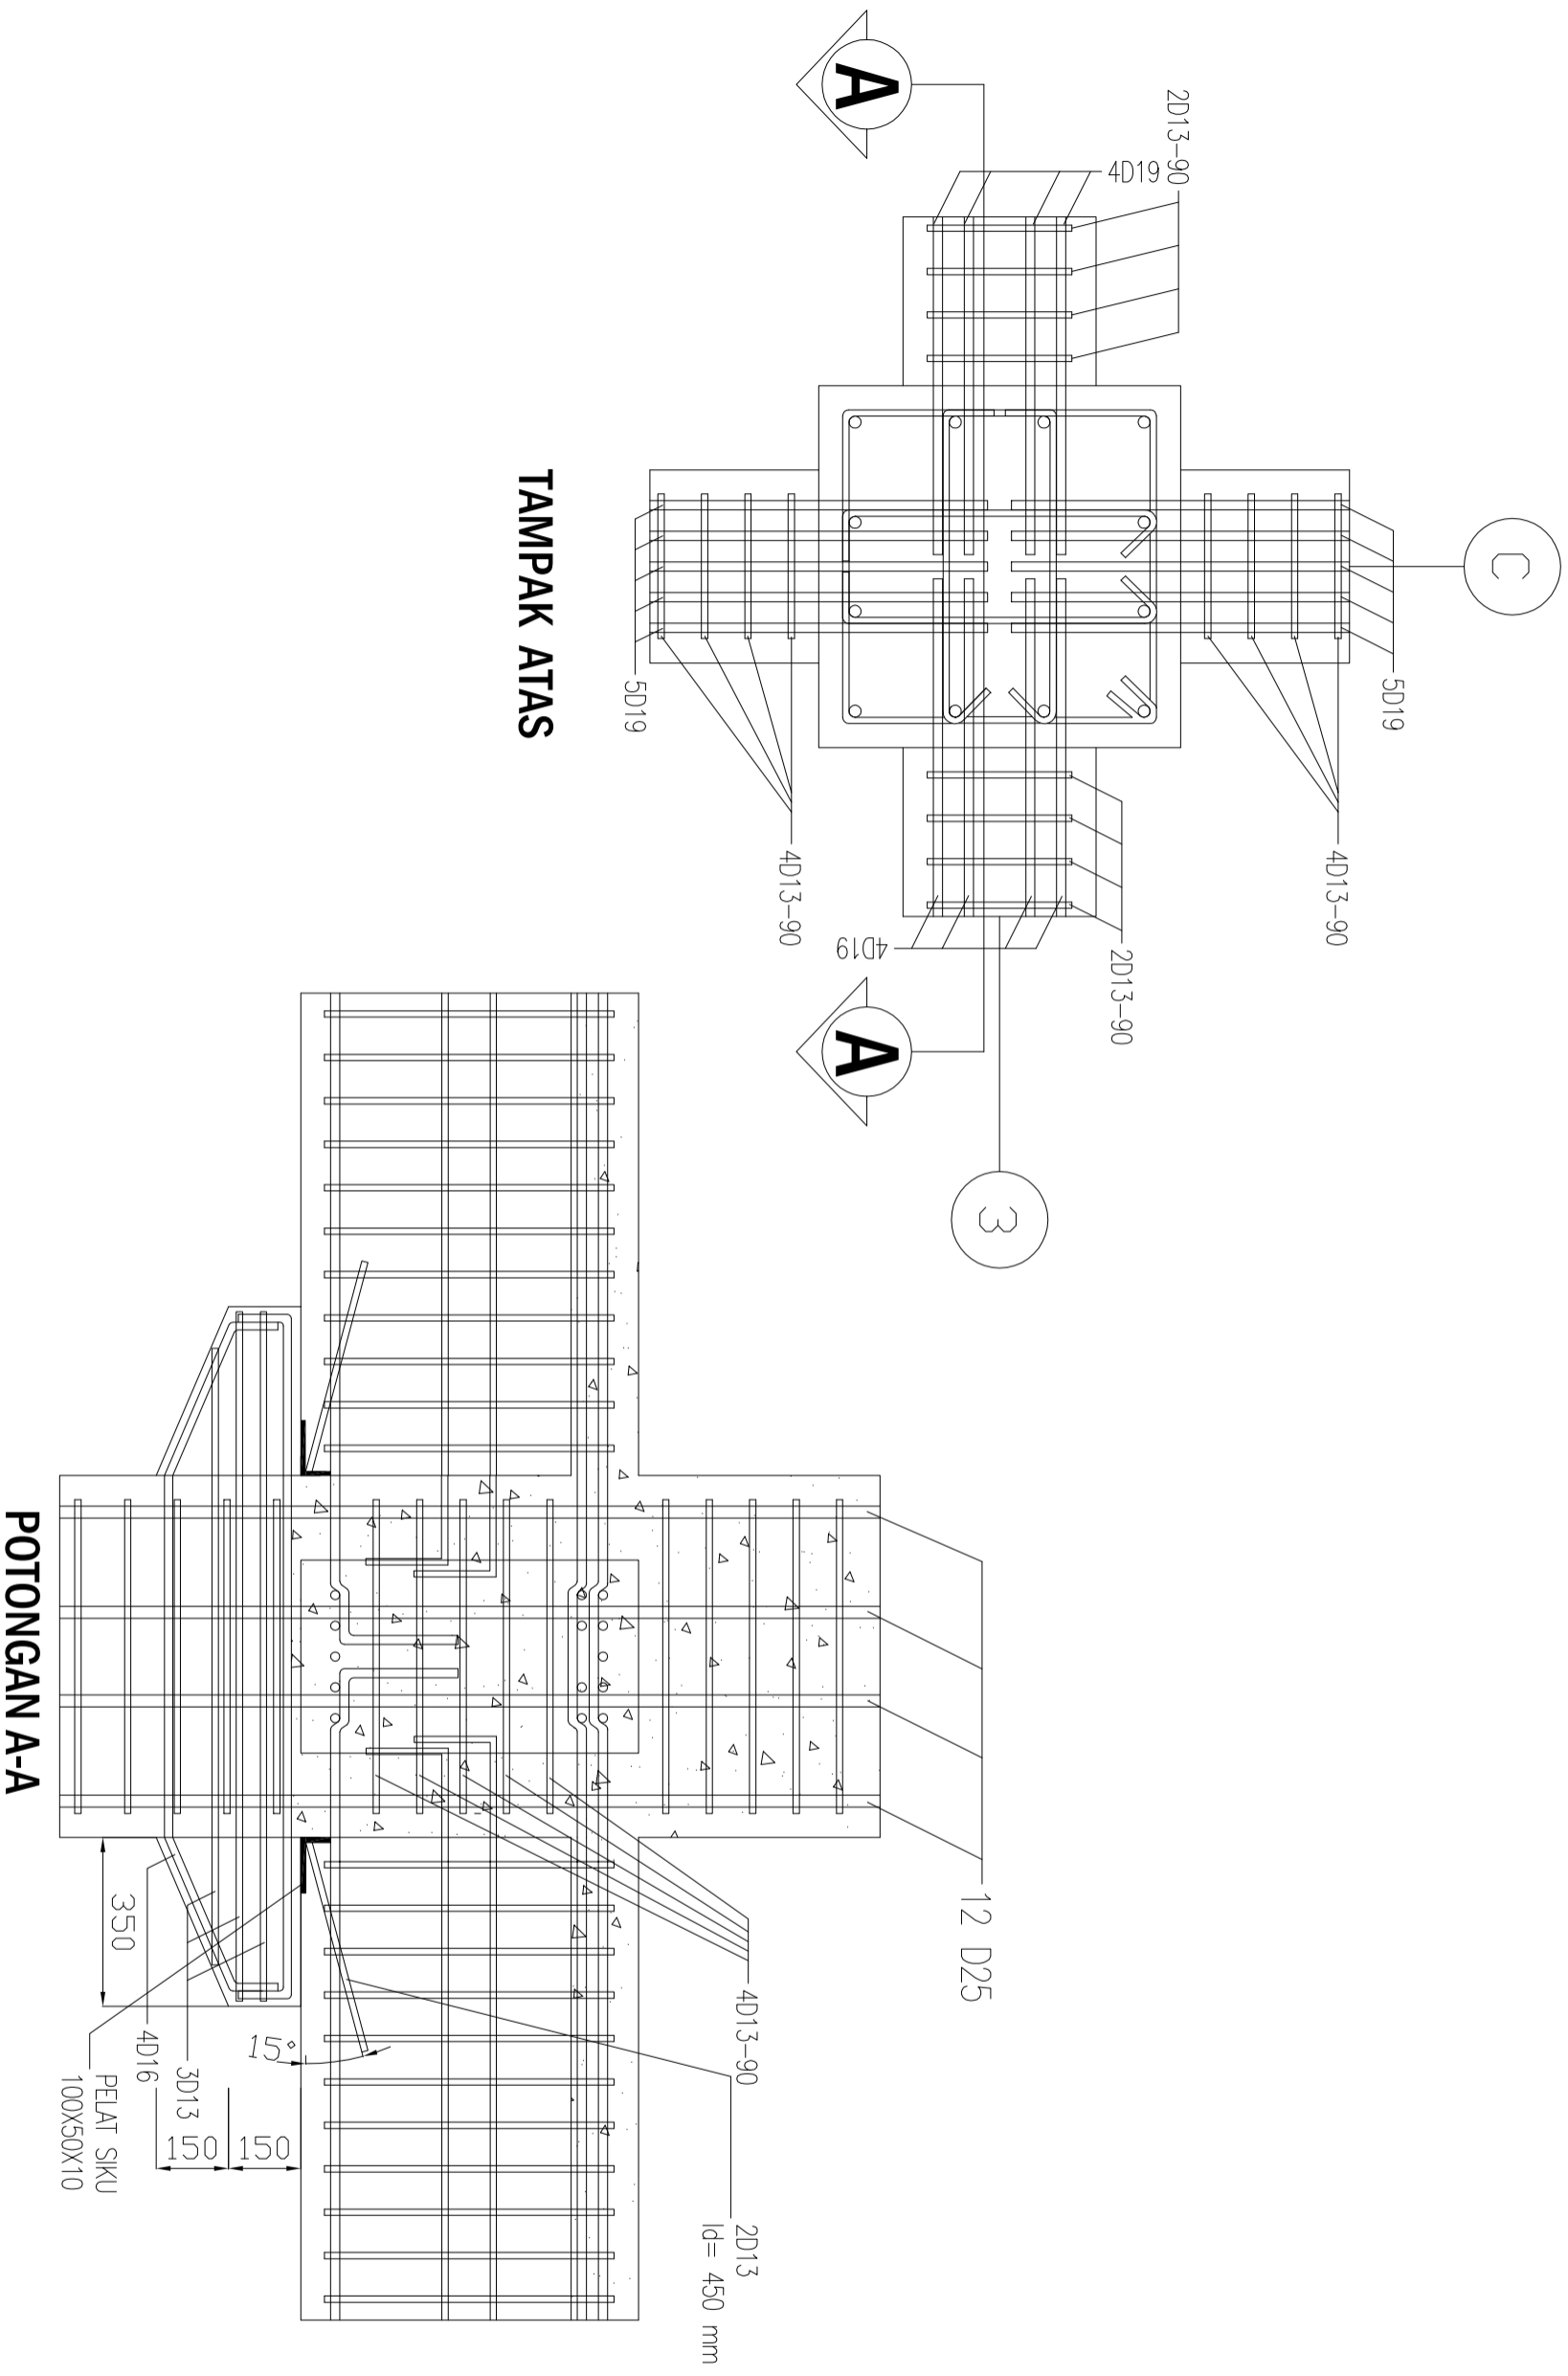 A
2D13-90
4D19
C
5D19
5D19
4D13-90
4D13-90
4D19
2D13-90
A
3
TAMPAK ATAS
12 D25
4D13-90
2D13
ld= 450 mm
15°
350
4D16
3D13
150
150
PELAT SIKU
100X50X10
POTONGAN A-A